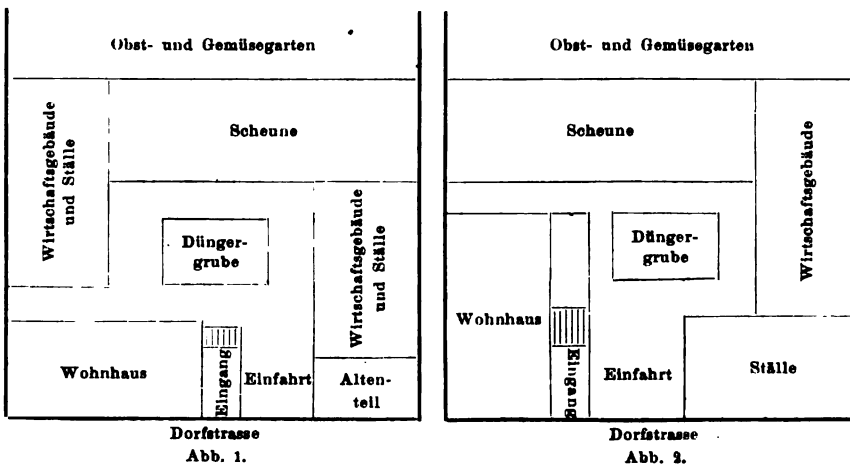 Obst- und Gemüsegarten
Wirtschaftsgebäude
und Ställe
Scheune
Dünger-
grube
Wirtschaftsgebäude
und Ställe
Wohnhaus
Eingang
Einfahrt
Alten-
teil
Dorfstrasse
Abb. 1.
Obst- und Gemüsegarten
Scheune
Wirtschaftsgebäude
Dünger-
grube
Wohnhaus
Eingang
Einfahrt
Ställe
Dorfstrasse
Abb. 2.